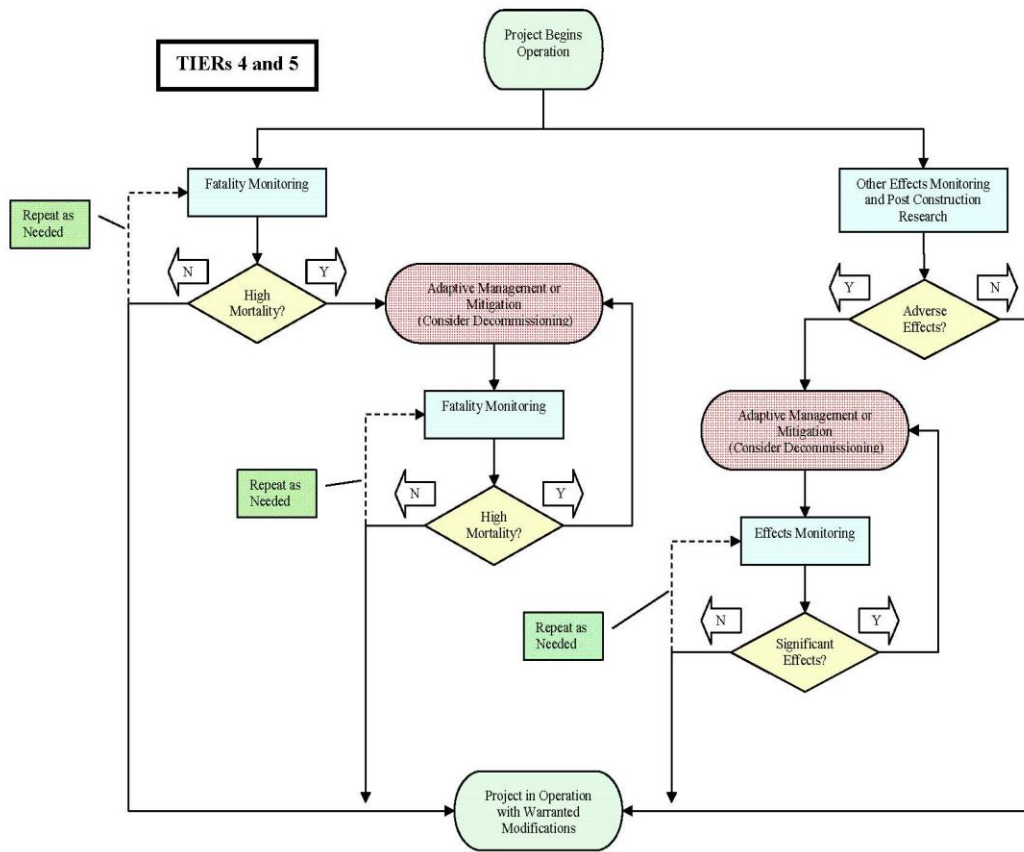 Project Begins
Operation
TIERs 4 and 5
Fatality Monitoring
Other Effects Monitoring
and Post Construction
Research
Repeat as
Needed
N
Y
High
Mortality?
Adaptive Management or
Mitigation
(Consider Decommissioning)
Y
N
Adverse
Effects?
Fatality Monitoring
Adaptive Management or
Mitigation
(Consider Decommissioning)
Repeat as
Needed
N
Y
High
Mortality?
Effects Monitoring
Repeat as
Needed
N
Y
Significant
Effects?
Project in Operation
with Warranted
Modifications